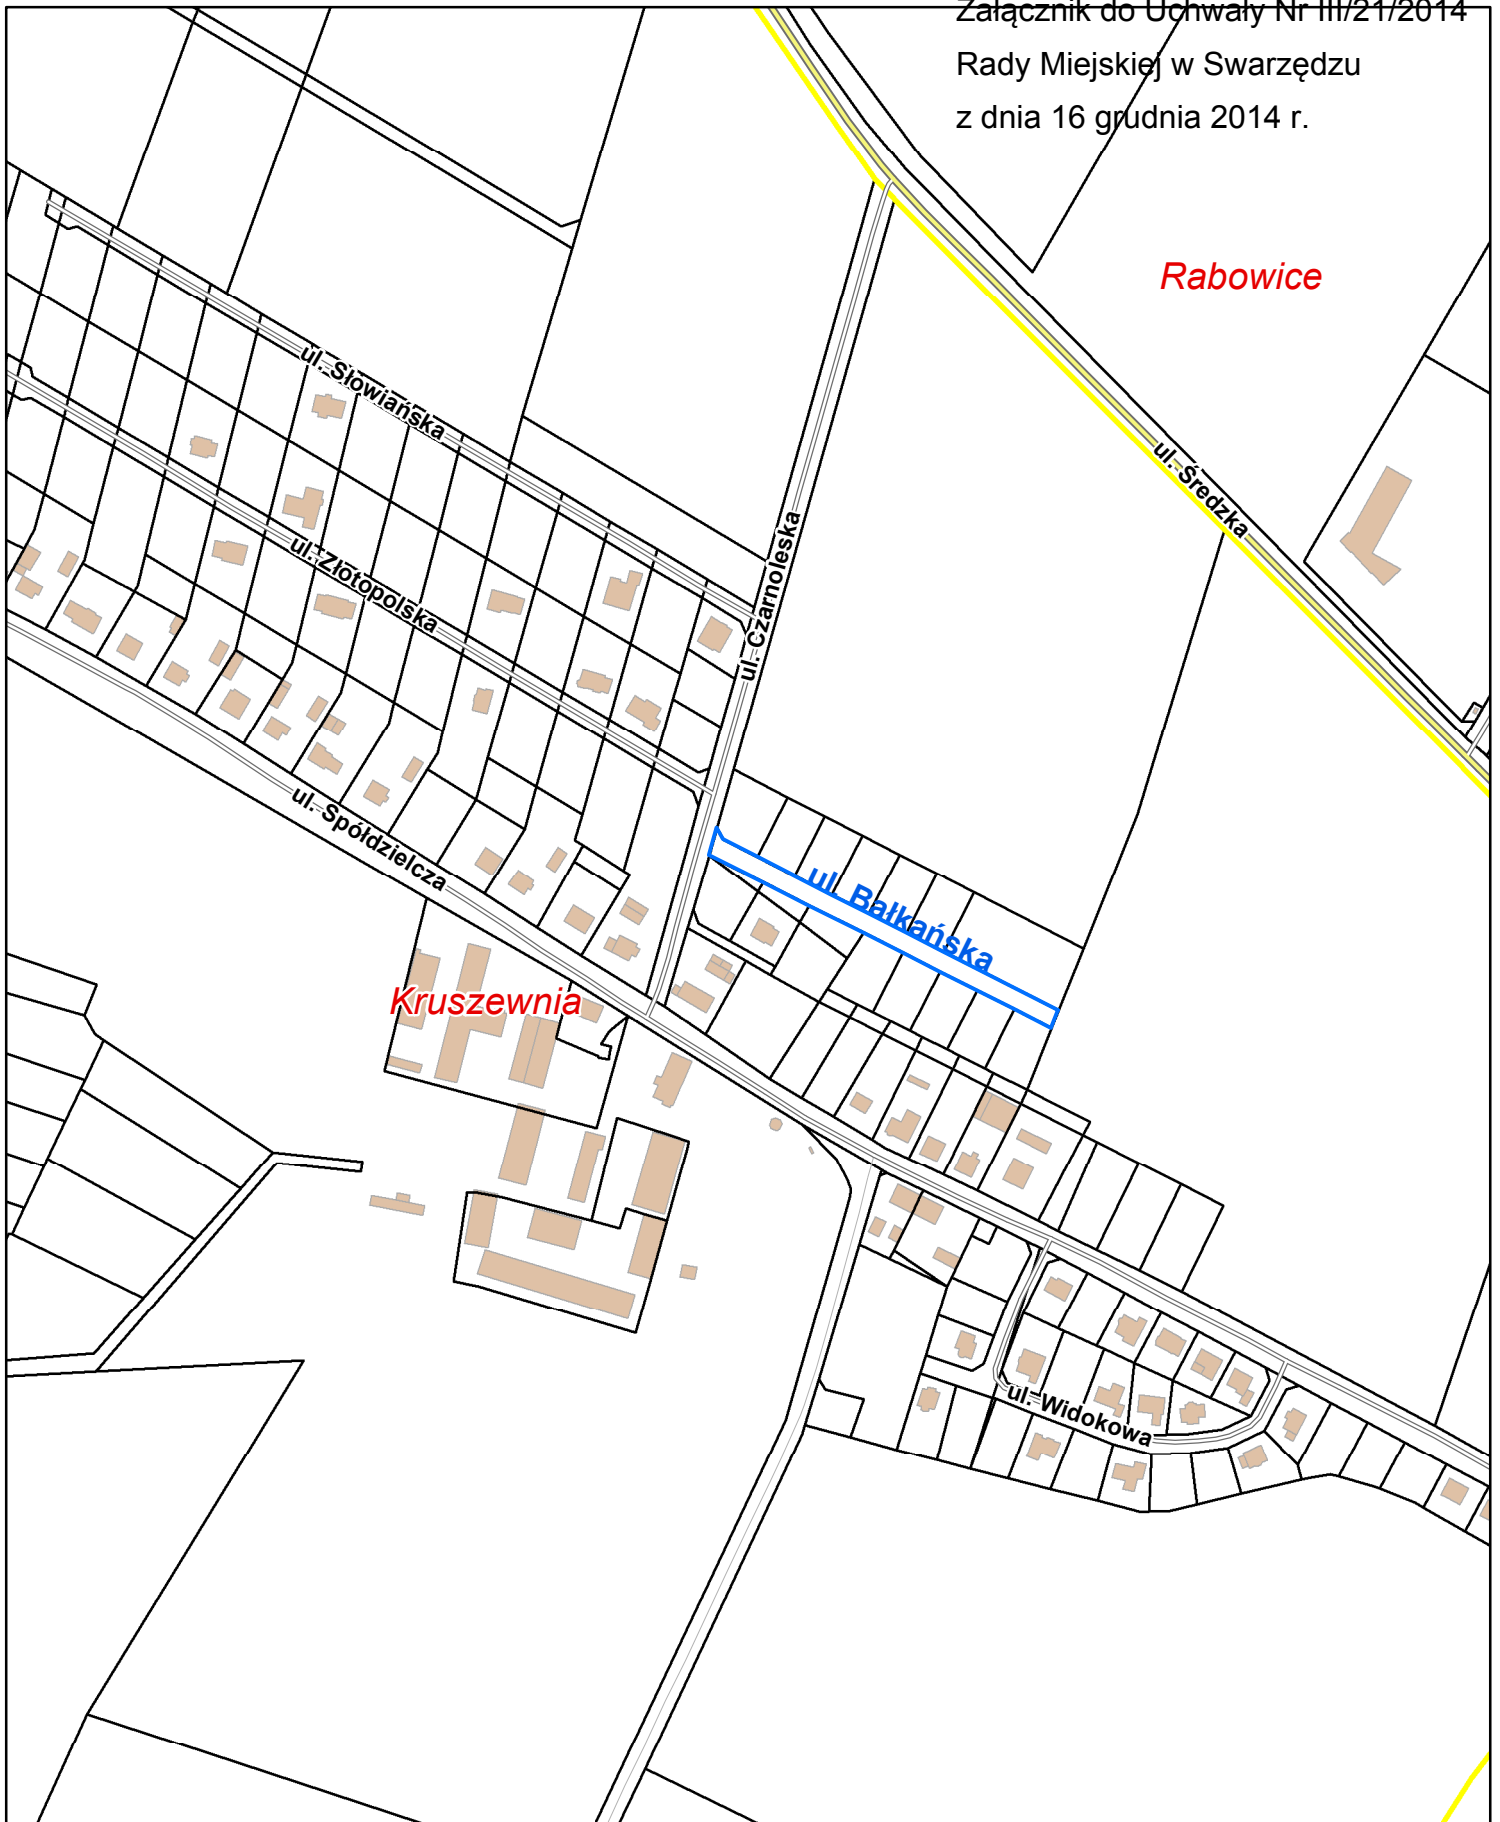 Załącznik do Uchwały Nr III/21/2014
Rady Miejskiej w Swarzędzu
z dnia 16 grudnia 2014 r.
Rabowice
ul. Słowiańska
ul. Średzka
ul. Czarnoleska
ul. Złotopolska
ul. Spółdzielcza
ul. Bałkańska
Kruszewnia
ul. Widokowa